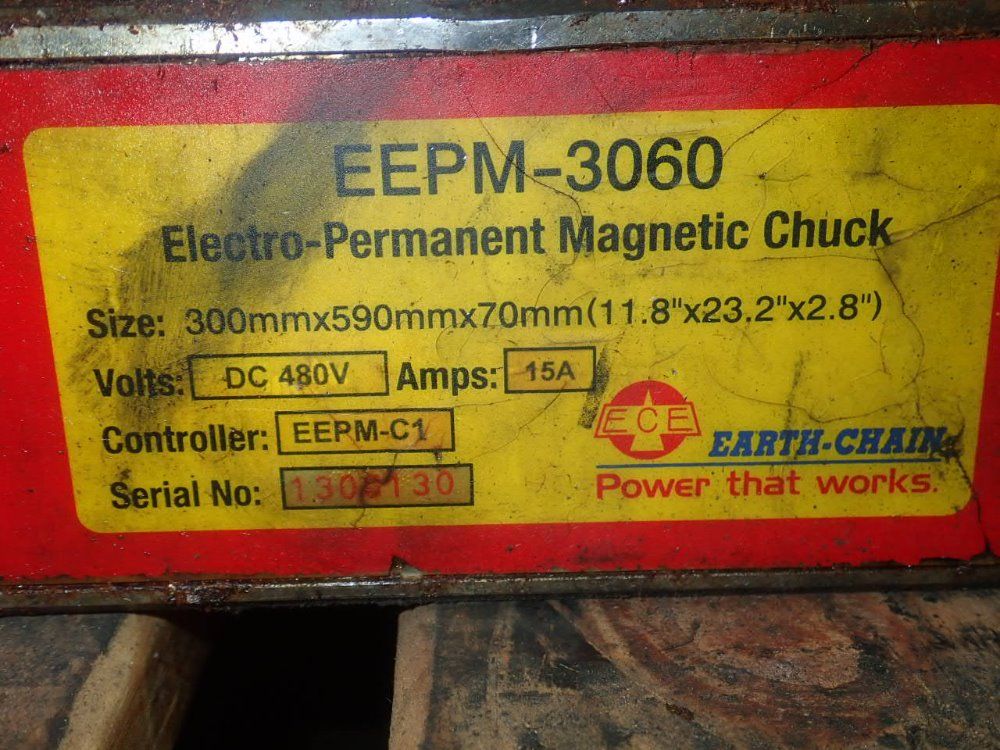 EEPM-3060
Electro-Permanent Magnetic Chuck
Size: 300mmx590mmx70mm(11.8"x23.2"x2.8")
Volts: DC 480V Amps: 15A
Controller: EEPM-C1
Serial No:
ECE EARTH-CHAIN
Power that works.